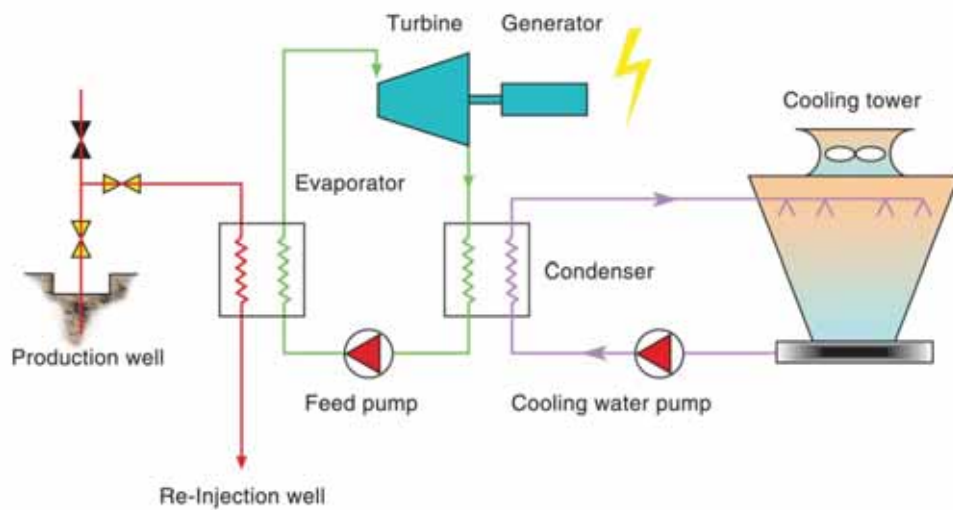 Turbine
Generator
Cooling tower
Evaporator
Condenser
Production well
Feed pump
Cooling water pump
Re-Injection well